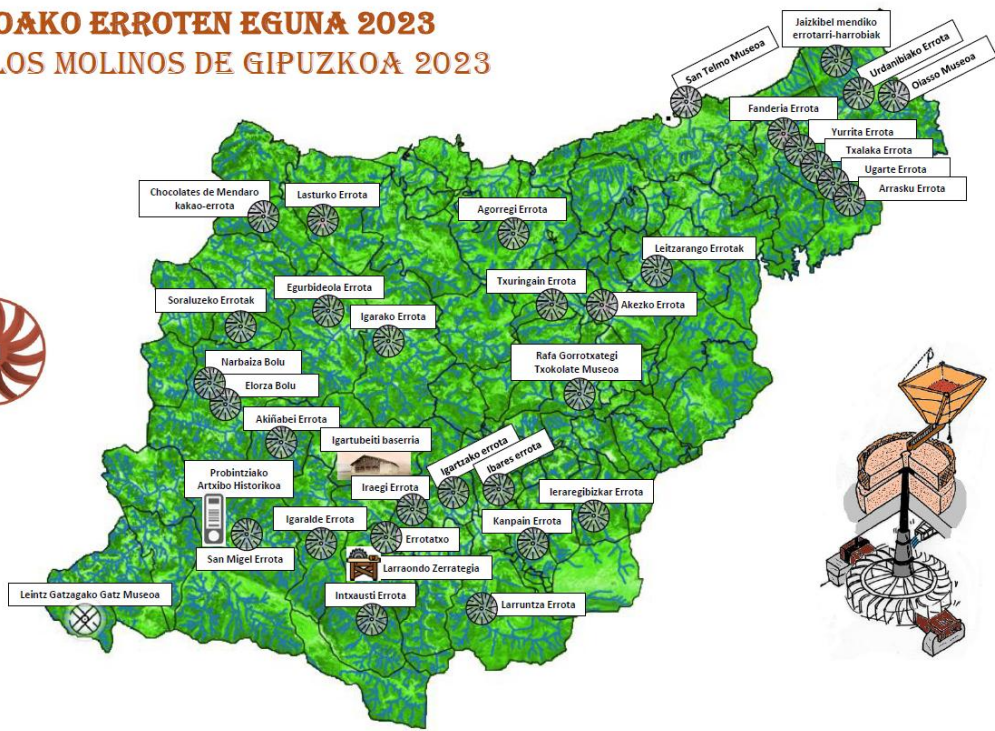 OAKO ERROTEN EGUNA 2023
LOS MOLINOS DE GIPUZKOA 2023
Jaizkibel mendiko
errotarri-harrobiak
San Telmo Museoa
Urdanibiako Errota
Oiasso Museoa
Fanderia Errota
Yurrita Errota
Txalaka Errota
Ugarte Errota
Arrasku Errota
Chocolates de Mendaro
kakao-errota
Lasturko Errota
Agorregi Errota
Leitzarango Errotak
Egurbideola Errota
Txuringain Errota
Akezko Errota
Soraluzeko Errotak
Igarako Errota
Rafa Gorrotxategi
Txokolate Museoa
Narbaiza Bolu
Elorza Bolu
Akiñabei Errota
Igartubeiti baserria
Igartzako errota
Ibares errota
Probintziako
Artxibo Historikoa
Iraegi Errota
Ieraregibizkar Errota
Igaralde Errota
Errotatxo
Kanpain Errota
San Migel Errota
Larraondo Zerrategia
Leintz Gatzagako Gatz Museoa
Intxausti Errota
Larruntza Errota